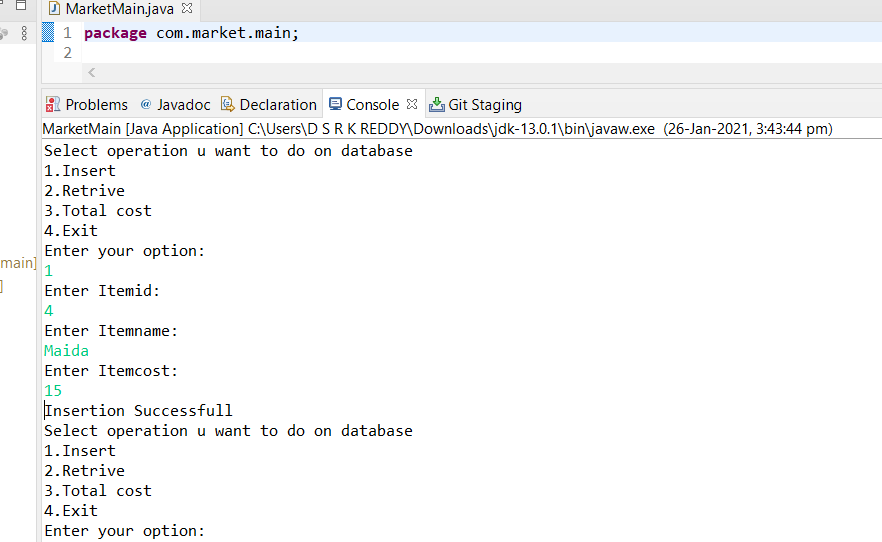 MarketMain.java
1 package com.market.main;
2
Problems @ Javadoc Declaration Console Git Staging
MarketMain [Java Application] C:\Users\D S R K REDDY\Downloads\jdk-13.0.1\bin\javaw.exe (26-Jan-2021, 3:43:44 pm)
Select operation u want to do on database
1.Insert
2.Retrive
3.Total cost
4.Exit
Enter your option:
main]
1
]
Enter Itemid:
4
Enter Itemname:
Maida
Enter Itemcost:
15
Insertion Successfull
Select operation u want to do on database
1.Insert
2.Retrive
3.Total cost
4.Exit
Enter your option: